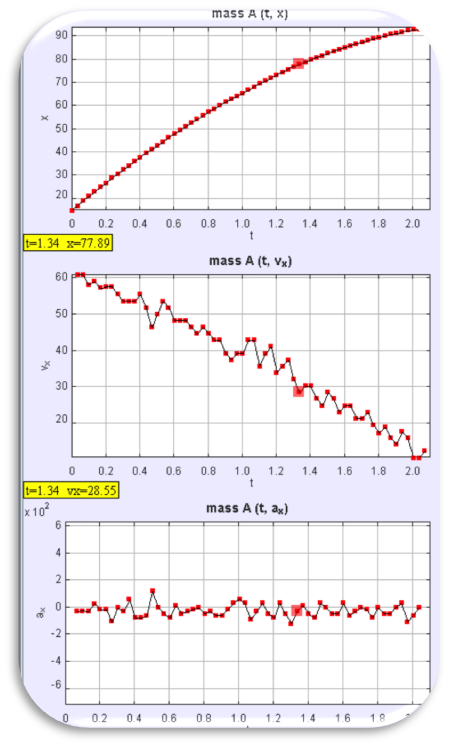 mass A (t, x)
90
80
70
60
50
40
30
20
x
0 0.2 0.4 0.6 0.8 1.0 1.2 1.4 1.6 1.8 2.0
t
t=1.34 x=77.89
mass A (t, vx)
60
50
40
30
20
vx
0 0.2 0.4 0.6 0.8 1.0 1.2 1.4 1.6 1.8 2.0
t
t=1.34 vx=28.55
x 10²
mass A (t, ax)
6
4
2
0
-2
-4
-6
ax
0 0.2 0.4 0.6 0.8 1.0 1.2 1.4 1.6 1.8